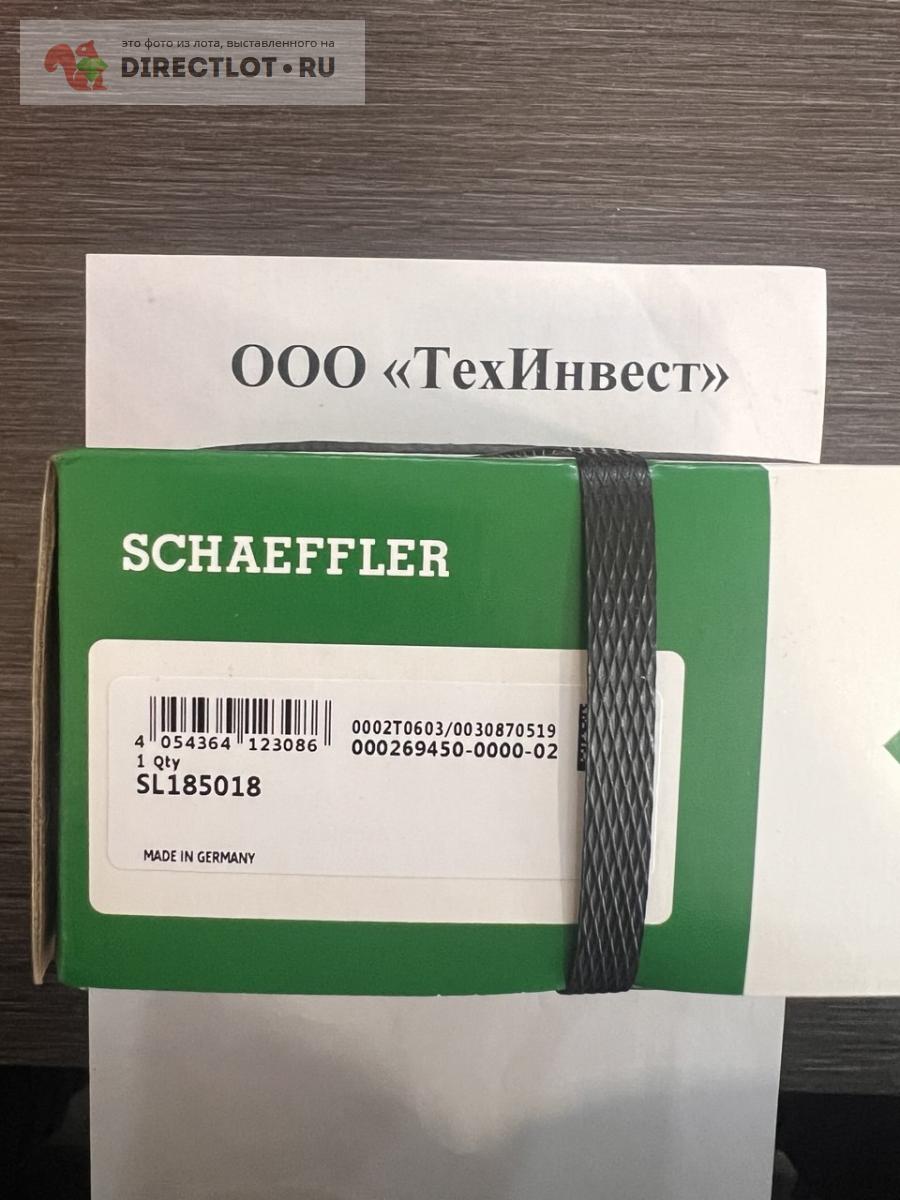 это фото из лота, выставленного на
DIRECTLOT•RU
ООО «ТехИнвест»
SCHAEFFLER
4 054364 123086
0002T0603/0030870519
000269450-0000-02
1 Qty
SL185018
MADE IN GERMANY